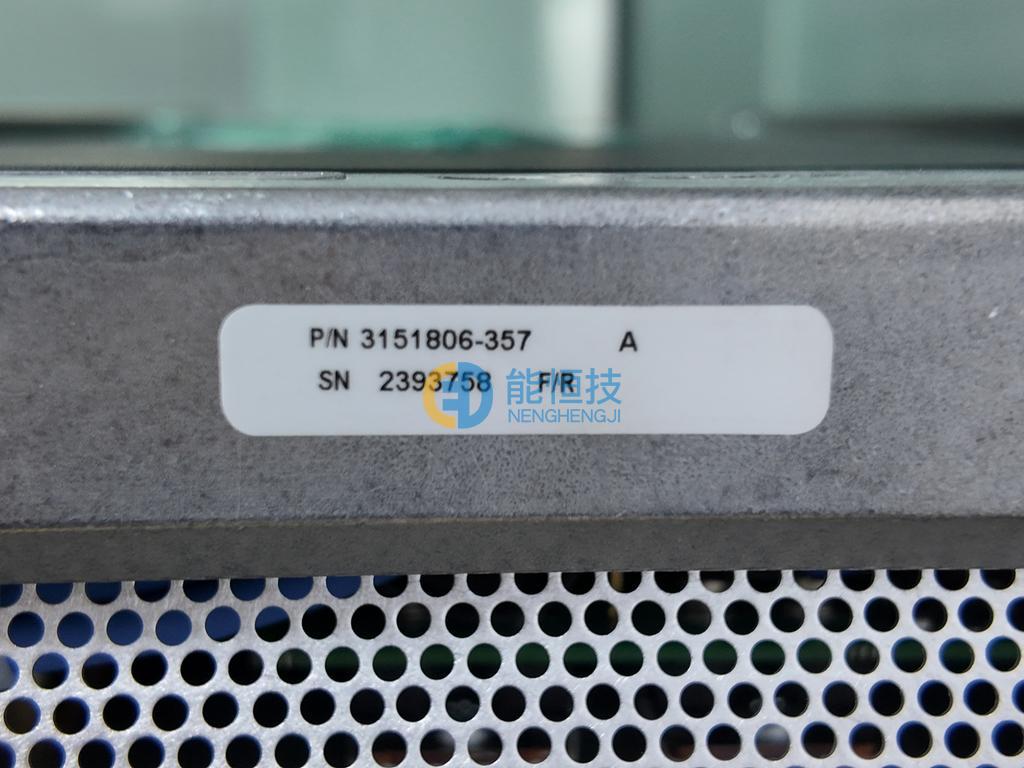 P/N 3151806-357 A
SN 2393758 F/R
能恒技
NENGHENGJI